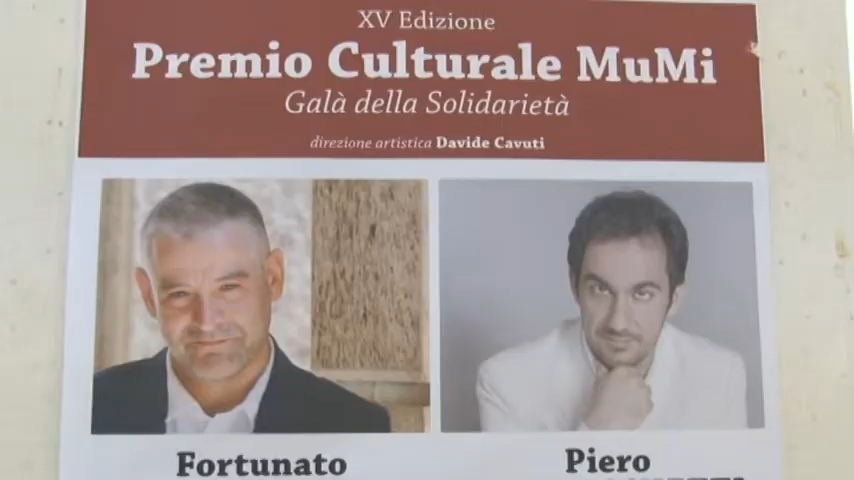 XV Edizione
Premio Culturale MuMi
Galà della Solidarietà
direzione artistica Davide Cavuti
Fortunato
Piero